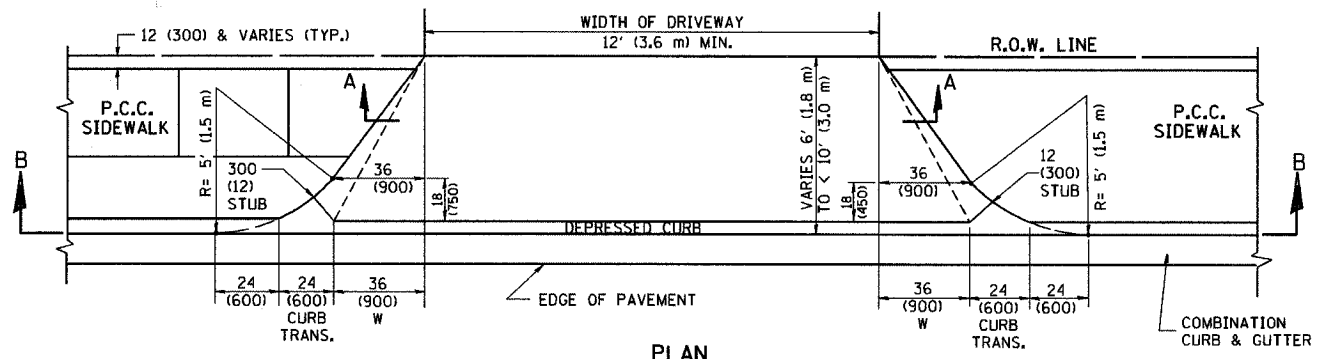 WIDTH OF DRIVEWAY
12' (3.6 m) MIN.
12 (300) & VARIES (TYP.)
R.O.W. LINE
A
A
P.C.C.
SIDEWALK
P.C.C.
SIDEWALK
R= 5' (1.5 m)
VARIES 6' (1.8 m)
TO < 10' (3.0 m)
R= 5' (1.5 m)
B
B
300
(12)
STUB
36
(900)
18
(750)
36
(900)
18
(450)
12
(300)
STUB
DEPRESSED CURB
24
(600)
24
(600)
CURB
TRANS.
36
(900)
W
EDGE OF PAVEMENT
36
(900)
W
24
(600)
CURB
TRANS.
24
(600)
COMBINATION
CURB & GUTTER
PLAN